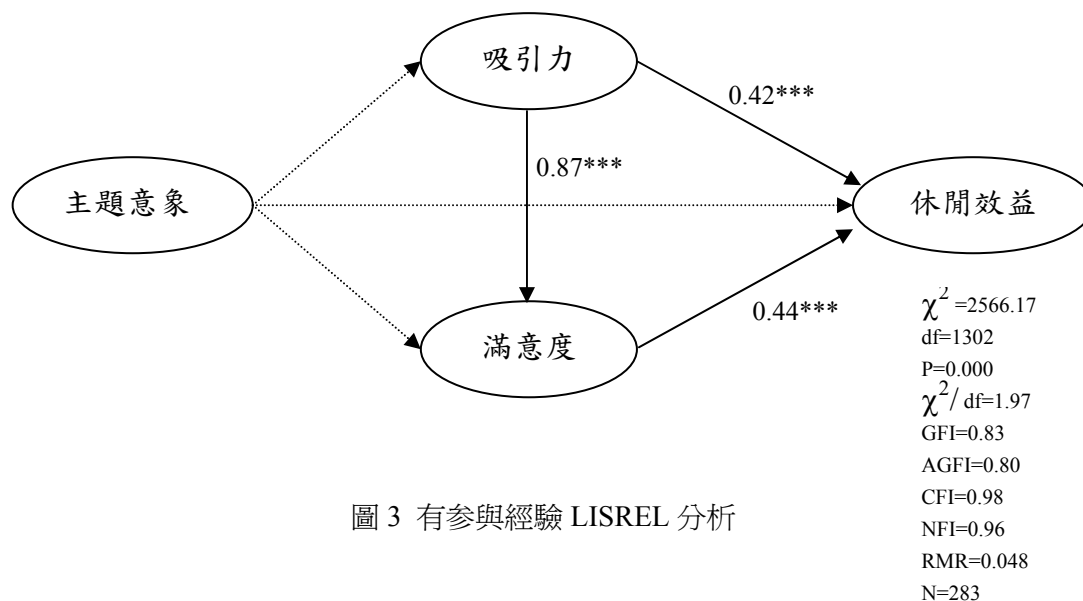 吸引力
0.42***
0.87***
主題意象
休閒效益
滿意度
0.44***
χ² =2566.17
df=1302
P=0.000
χ²/ df=1.97
GFI=0.83
AGFI=0.80
CFI=0.98
NFI=0.96
RMR=0.048
N=283
圖 3 有參與經驗 LISREL 分析